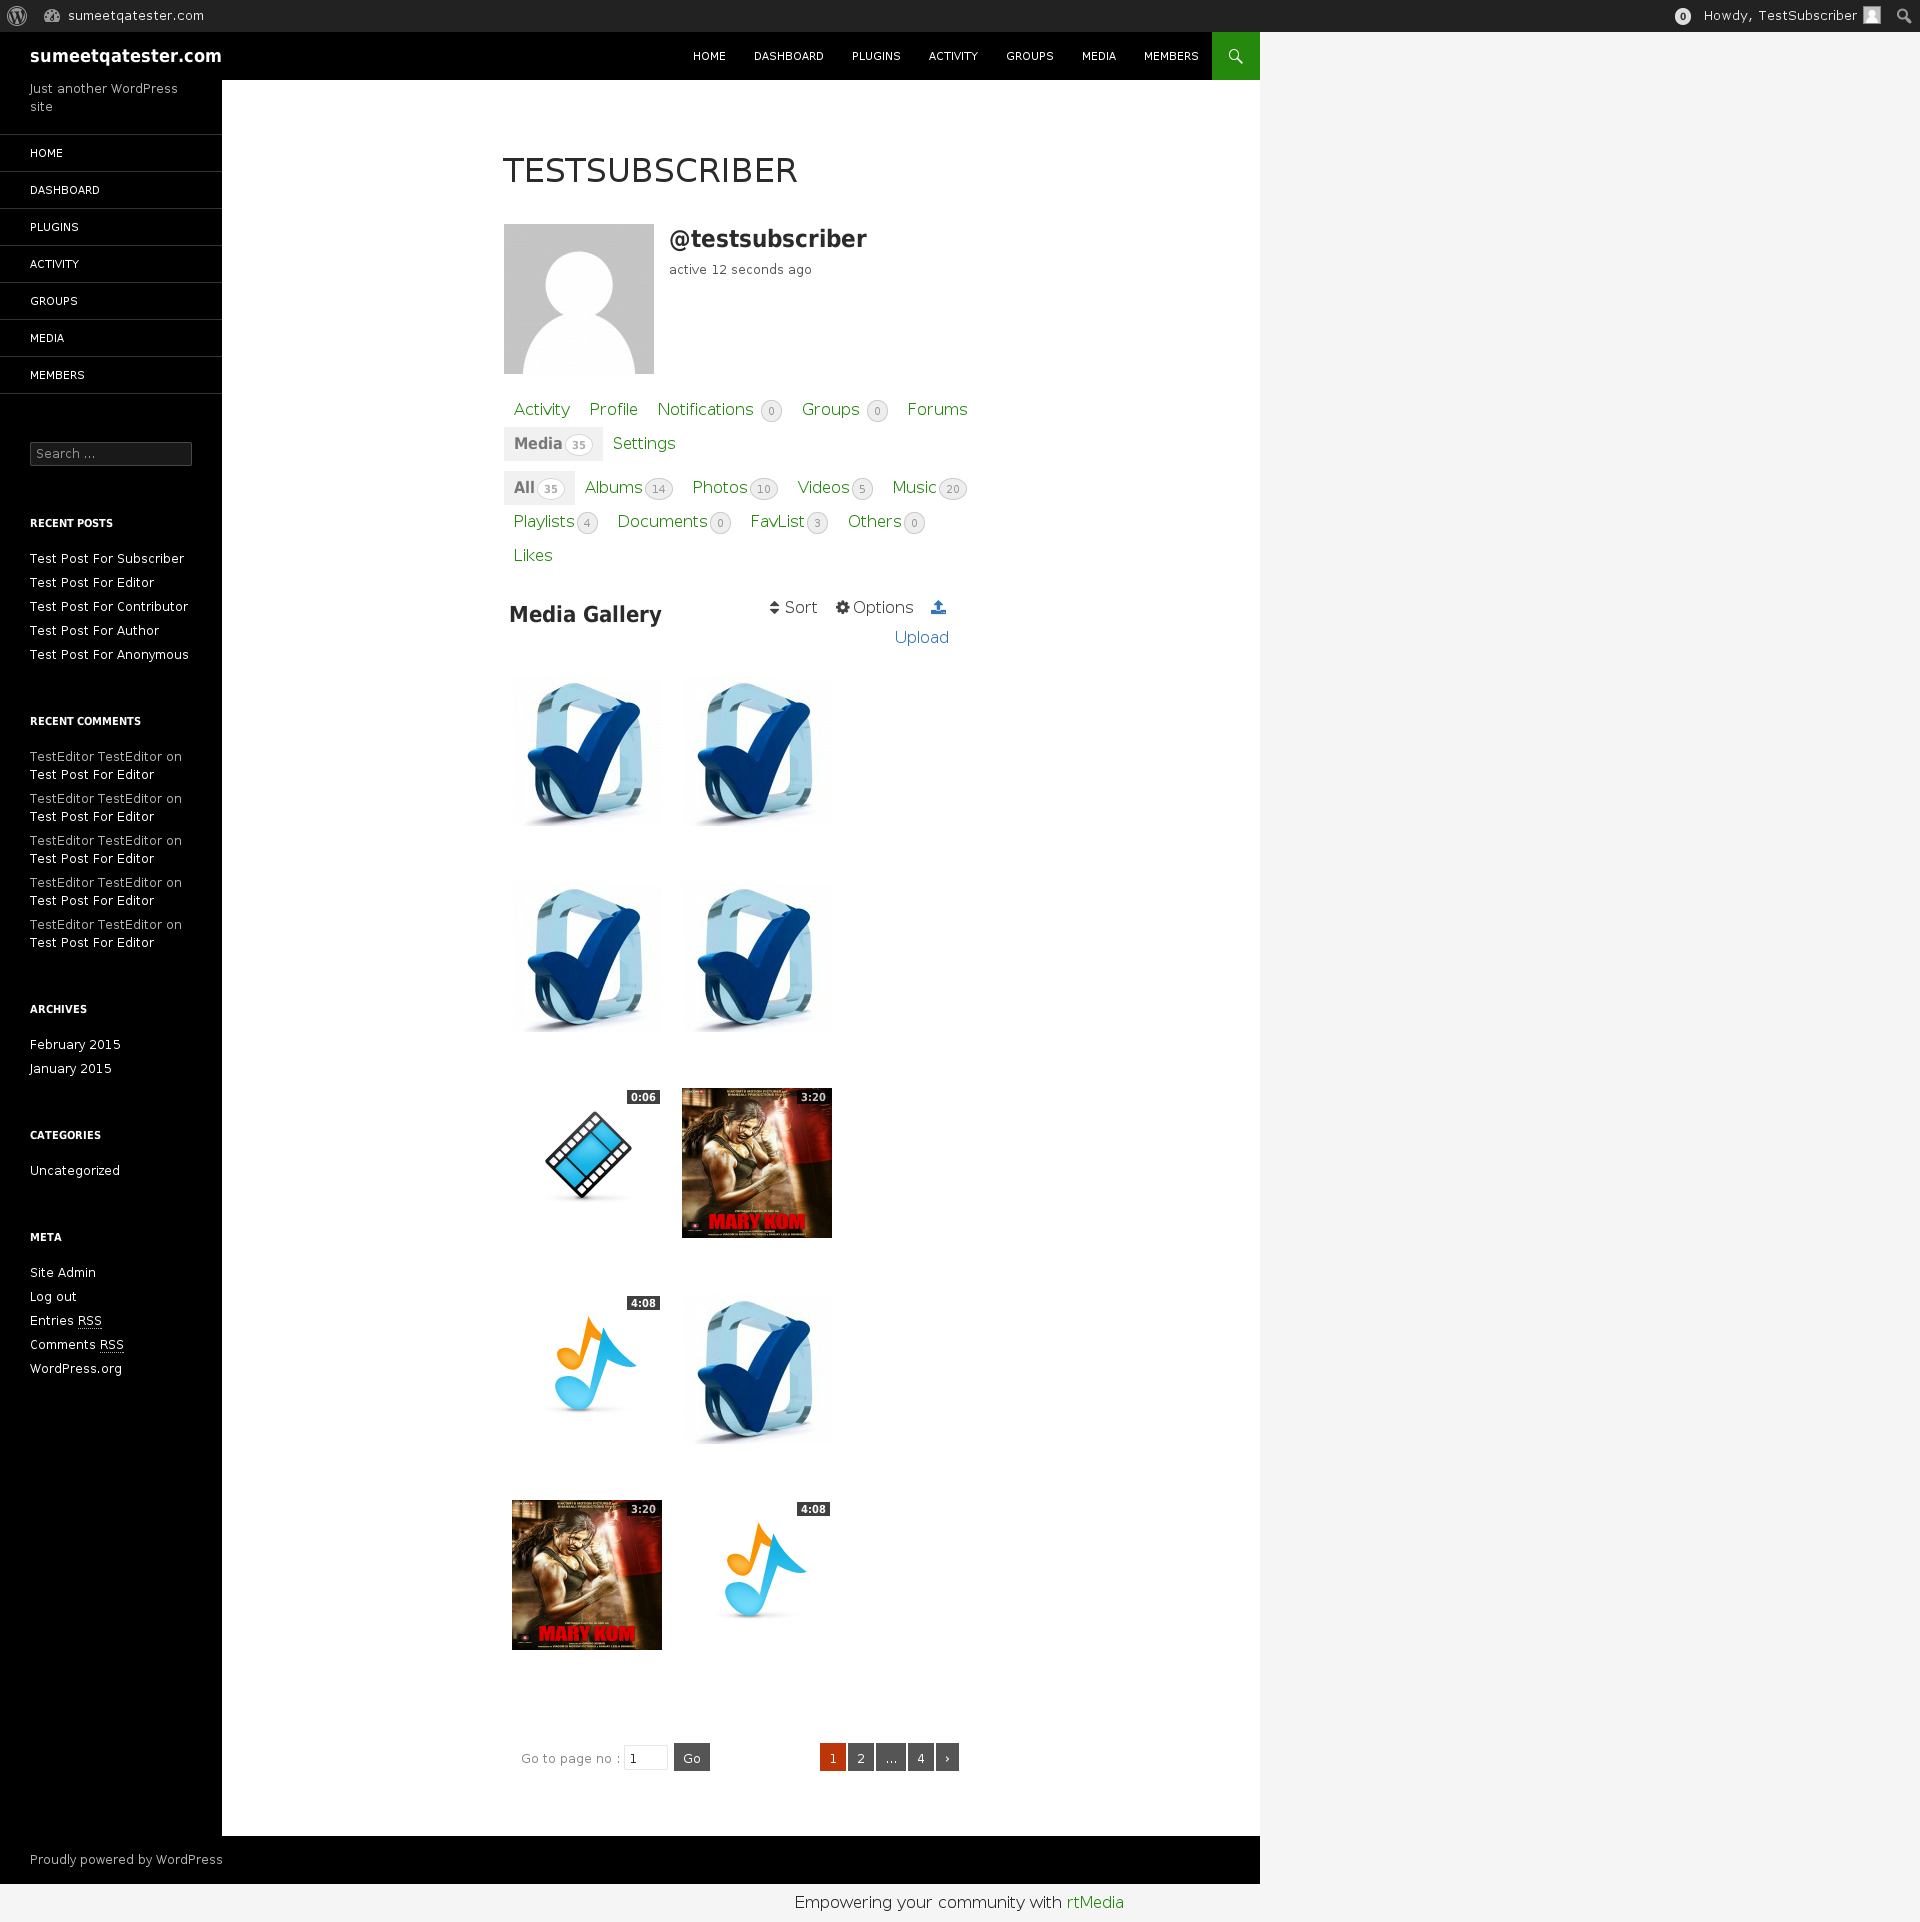 sumeetqatester.com
0
Howdy, TestSubscriber
sumeetqatester.com
HOME DASHBOARD PLUGINS ACTIVITY GROUPS MEDIA MEMBERS
Just another WordPress
site
HOME
DASHBOARD
PLUGINS
ACTIVITY
GROUPS
MEDIA
MEMBERS
Search ...
RECENT POSTS
Test Post For Subscriber
Test Post For Editor
Test Post For Contributor
Test Post For Author
Test Post For Anonymous
RECENT COMMENTS
TestEditor TestEditor on
Test Post For Editor
TestEditor TestEditor on
Test Post For Editor
TestEditor TestEditor on
Test Post For Editor
TestEditor TestEditor on
Test Post For Editor
TestEditor TestEditor on
Test Post For Editor
ARCHIVES
February 2015
January 2015
CATEGORIES
Uncategorized
META
Site Admin
Log out
Entries RSS
Comments RSS
WordPress.org
TESTSUBSCRIBER
@testsubscriber
active 12 seconds ago
Activity Profile Notifications 0 Groups 0 Forums
Media 35 Settings
All 35 Albums 14 Photos 10 Videos 5 Music 20
Playlists 4 Documents 0 FavList 3 Others 0
Likes
Media Gallery
Sort Options
Upload
0:06
3:20
MARY KOM
4:08
3:20
MARY KOM
4:08
Go to page no : 1 Go
1 2 ... 4 ›
Proudly powered by WordPress
Empowering your community with rtMedia